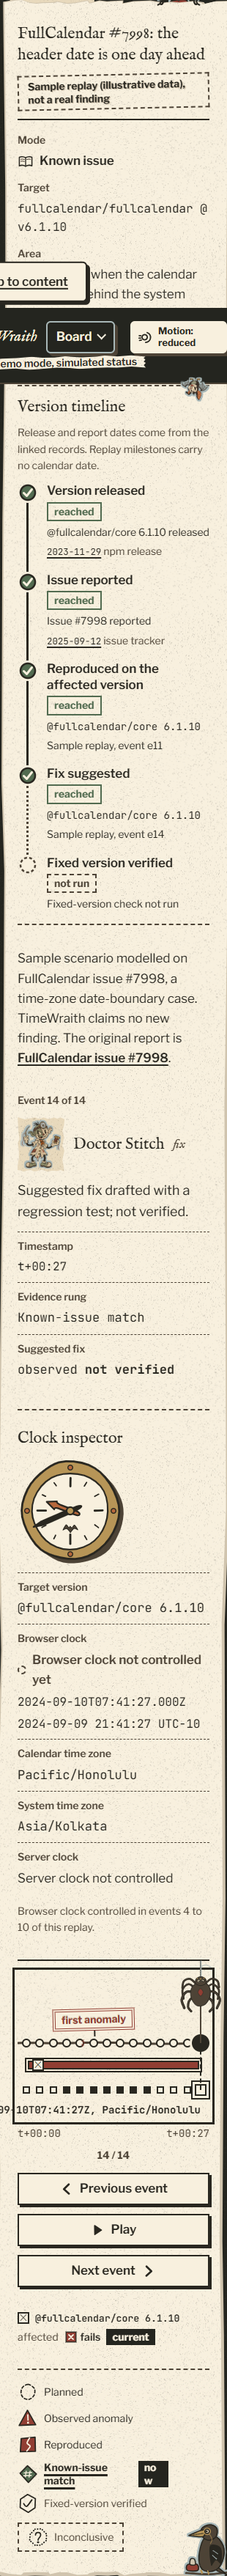 FullCalendar #7998: the
header date is one day ahead
Sample replay (illustrative data),
not a real finding
Mode
Known issue
Target
fullcalendar/fullcalendar @
v6.1.10
Area
p to content
when the calendar
ehind the system
Wraith
Board
Motion:
reduced
emo mode, simulated status
Version timeline
Release and report dates come from the
linked records. Replay milestones carry
no calendar date.
Version released
reached
@fullcalendar/core 6.1.10 released
2023-11-29 npm release
Issue reported
reached
Issue #7998 reported
2025-09-12 issue tracker
Reproduced on the
affected version
reached
@fullcalendar/core 6.1.10
Sample replay, event e11
Fix suggested
reached
@fullcalendar/core 6.1.10
Sample replay, event e14
Fixed version verified
not run
Fixed-version check not run
Sample scenario modelled on
FullCalendar issue #7998, a
time-zone date-boundary case.
TimeWraith claims no new
finding. The original report is
FullCalendar issue #7998.
Event 14 of 14
Doctor Stitch fix
Suggested fix drafted with a
regression test; not verified.
Timestamp
t+00:27
Evidence rung
Known-issue match
Suggested fix
observed not verified
Clock inspector
Target version
@fullcalendar/core 6.1.10
Browser clock
Browser clock not controlled
yet
2024-09-10T07:41:27.000Z
2024-09-09 21:41:27 UTC-10
Calendar time zone
Pacific/Honolulu
System time zone
Asia/Kolkata
Server clock
Server clock not controlled
Browser clock controlled in events 4 to
10 of this replay.
first anomaly
9-10T07:41:27Z, Pacific/Honolulu
t+00:00
t+00:27
14 / 14
Previous event
Play
Next event
@fullcalendar/core 6.1.10
affected fails current
Planned
Observed anomaly
Reproduced
Known-issue
match
no
w
Fixed-version verified
Inconclusive